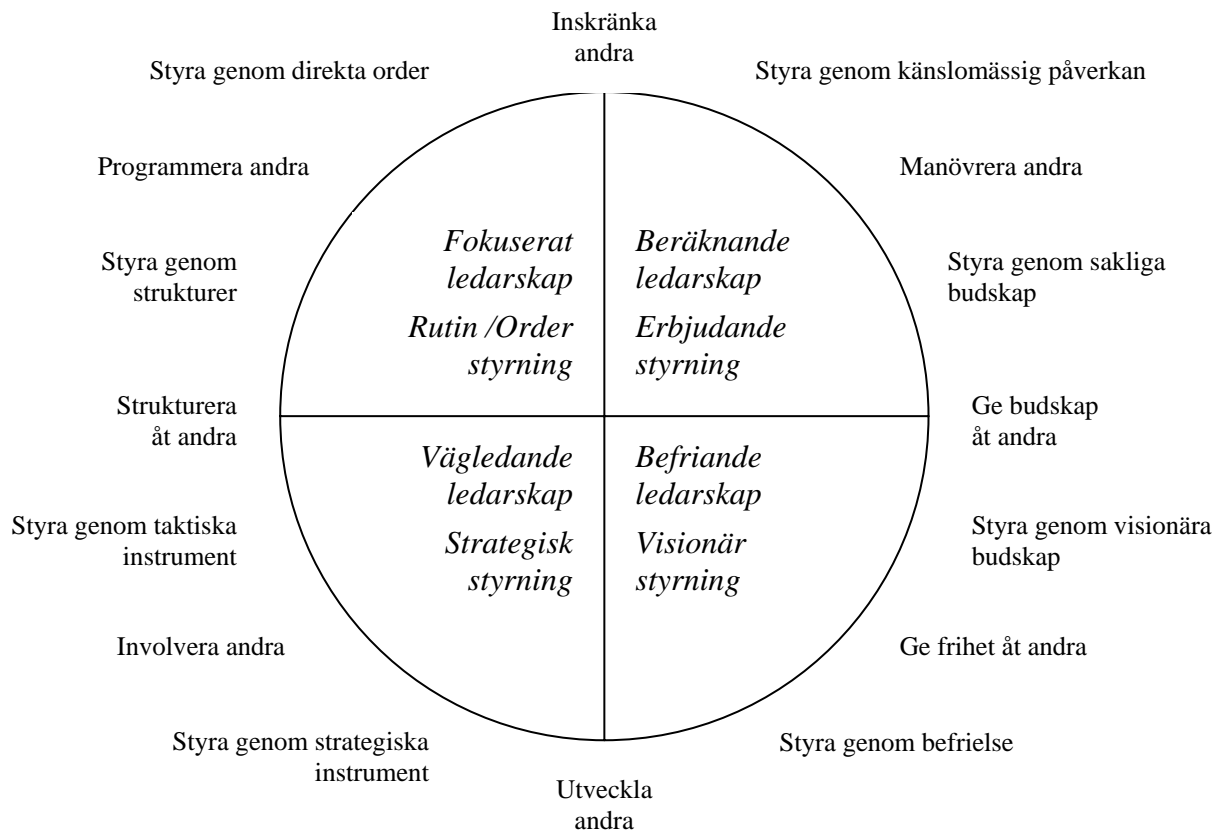 Inskränka
andra
Styra genom direkta order
Styra genom känslomässig påverkan
Programmera andra
Manövrera andra
Fokuserat
ledarskap
Rutin /Order
styrning
Beräknande
ledarskap
Erbjudande
styrning
Styra genom
strukturer
Styra genom sakliga
budskap
Strukturera
åt andra
Ge budskap
åt andra
Vägledande
ledarskap
Strategisk
styrning
Befriande
ledarskap
Visionär
styrning
Styra genom taktiska
instrument
Styra genom visionära
budskap
Involvera andra
Ge frihet åt andra
Styra genom strategiska
instrument
Styra genom befrielse
Utveckla
andra